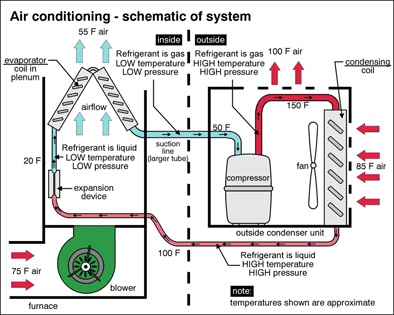 Air conditioning - schematic of system
55 F air
inside
outside
evaporator
coil in
plenum
Refrigerant is gas
LOW temperature
LOW pressure
Refrigerant is gas
HIGH temperature
HIGH pressure
100 F air
condensing
coil
airflow
150 F
50 F
suction
line
(larger tube)
Refrigerant is liquid
LOW temperature
LOW pressure
20 F
compressor
fan
85 F air
expansion
device
outside condenser unit
100 F
Refrigerant is liquid
HIGH temperature
HIGH pressure
75 F air
blower
furnace
note:
temperatures shown are approximate